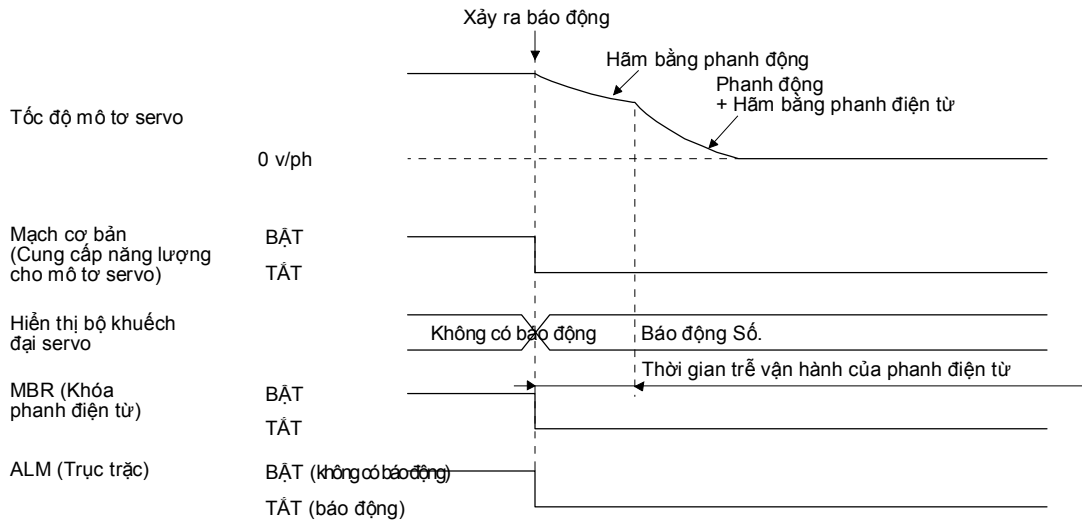 Xảy ra báo động
Hãm bằng phanh động
Phanh động
+ Hãm bằng phanh điện từ
Tốc độ mô tơ servo
0 v/ph
Mạch cơ bản
(Cung cấp năng lượng
cho mô tơ servo)
BẬT
TẮT
Hiển thị bộ khuếch
đại servo
Không có báo động
Báo động Số.
Thời gian trễ vận hành của phanh điện từ
MBR (Khóa
phanh điện từ)
BẬT
TẮT
ALM (Trục trặc)
BẬT (không có báo động)
TẮT (báo động)